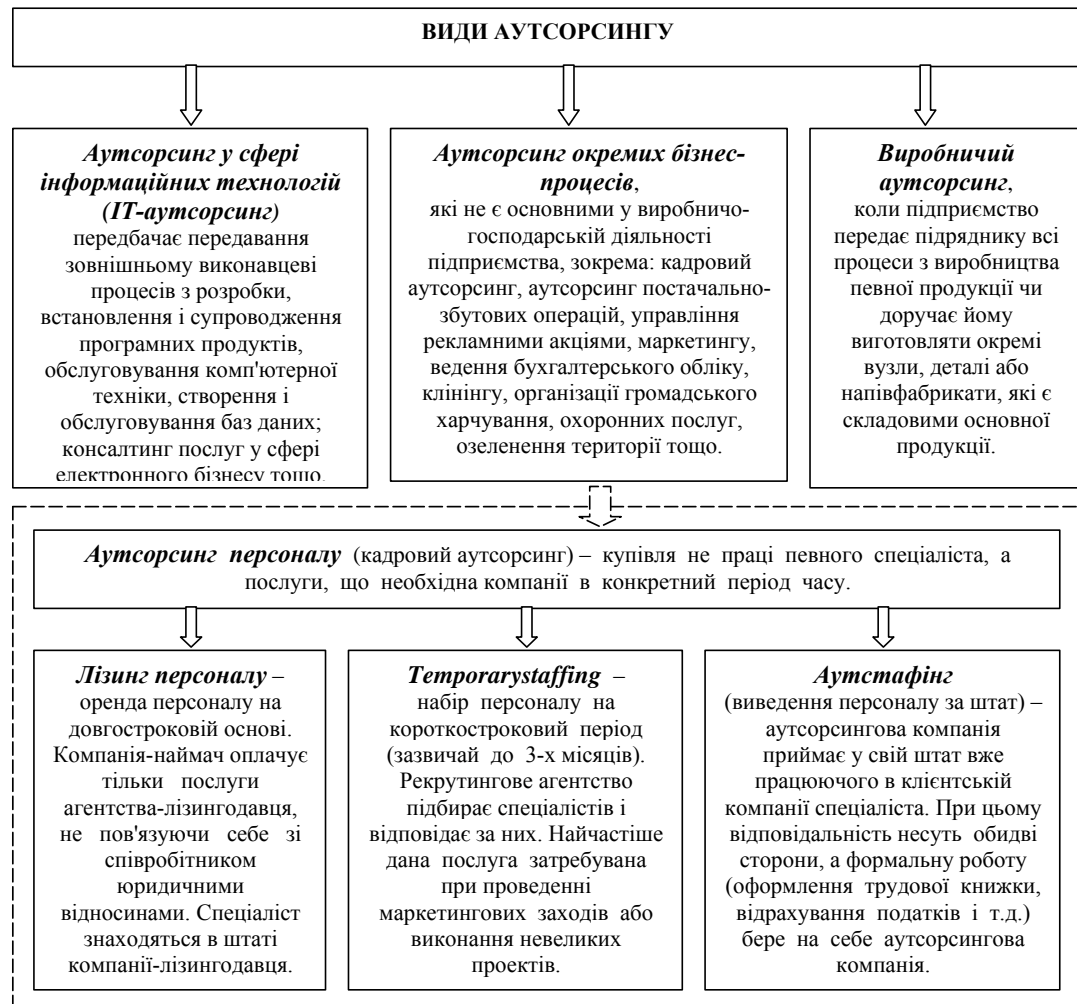 ВИДИ АУТСОРСИНГУ
Аутсорсинг у сфері
інформаційних технологій
(ІТ-аутсорсинг)
передбачає передавання
зовнішньому виконавцеві
процесів з розробки,
встановлення і супроводження
програмних продуктів,
обслуговування комп'ютерної
техніки, створення і
обслуговування баз даних;
консалтинг послуг у сфері
електронного бізнесу тощо.
Аутсорсинг окремих бізнес-
процесів,
які не є основними у виробничо-
господарській діяльності
підприємства, зокрема: кадровий
аутсорсинг, аутсорсинг постачально-
збутових операцій, управління
рекламними акціями, маркетингу,
ведення бухгалтерського обліку,
клінінгу, організації громадського
харчування, охоронних послуг,
озеленення території тощо.
Виробничий
аутсорсинг,
коли підприємство
передає підряднику всі
процеси з виробництва
певної продукції чи
доручає йому
виготовляти окремі
вузли, деталі або
напівфабрикати, які є
складовими основної
продукції.
Аутсорсинг персоналу (кадровий аутсорсинг) – купівля не праці певного спеціаліста, а
послуги, що необхідна компанії в конкретний період часу.
Лізинг персоналу –
оренда персоналу на
довгостроковій основі.
Компанія-наймач оплачує
тільки послуги
агентства-лізингодавця,
не пов'язуючи себе зі
співробітником
юридичними
відносинами. Спеціаліст
знаходяться в штаті
компанії-лізингодавця.
Temporarystaffing –
набір персоналу на
короткостроковий період
(зазвичай до 3-х місяців).
Рекрутингове агентство
підбирає спеціалістів і
відповідає за них. Найчастіше
дана послуга затребувана
при проведенні
маркетингових заходів або
виконання невеликих
проектів.
Аутстафінг
(виведення персоналу за штат) –
аутсорсингова компанія
приймає у свій штат вже
працюючого в клієнтській
компанії спеціаліста. При цьому
відповідальність несуть обидві
сторони, а формальну роботу
(оформлення трудової книжки,
відрахування податків і т.д.)
бере на себе аутсорсингова
компанія.